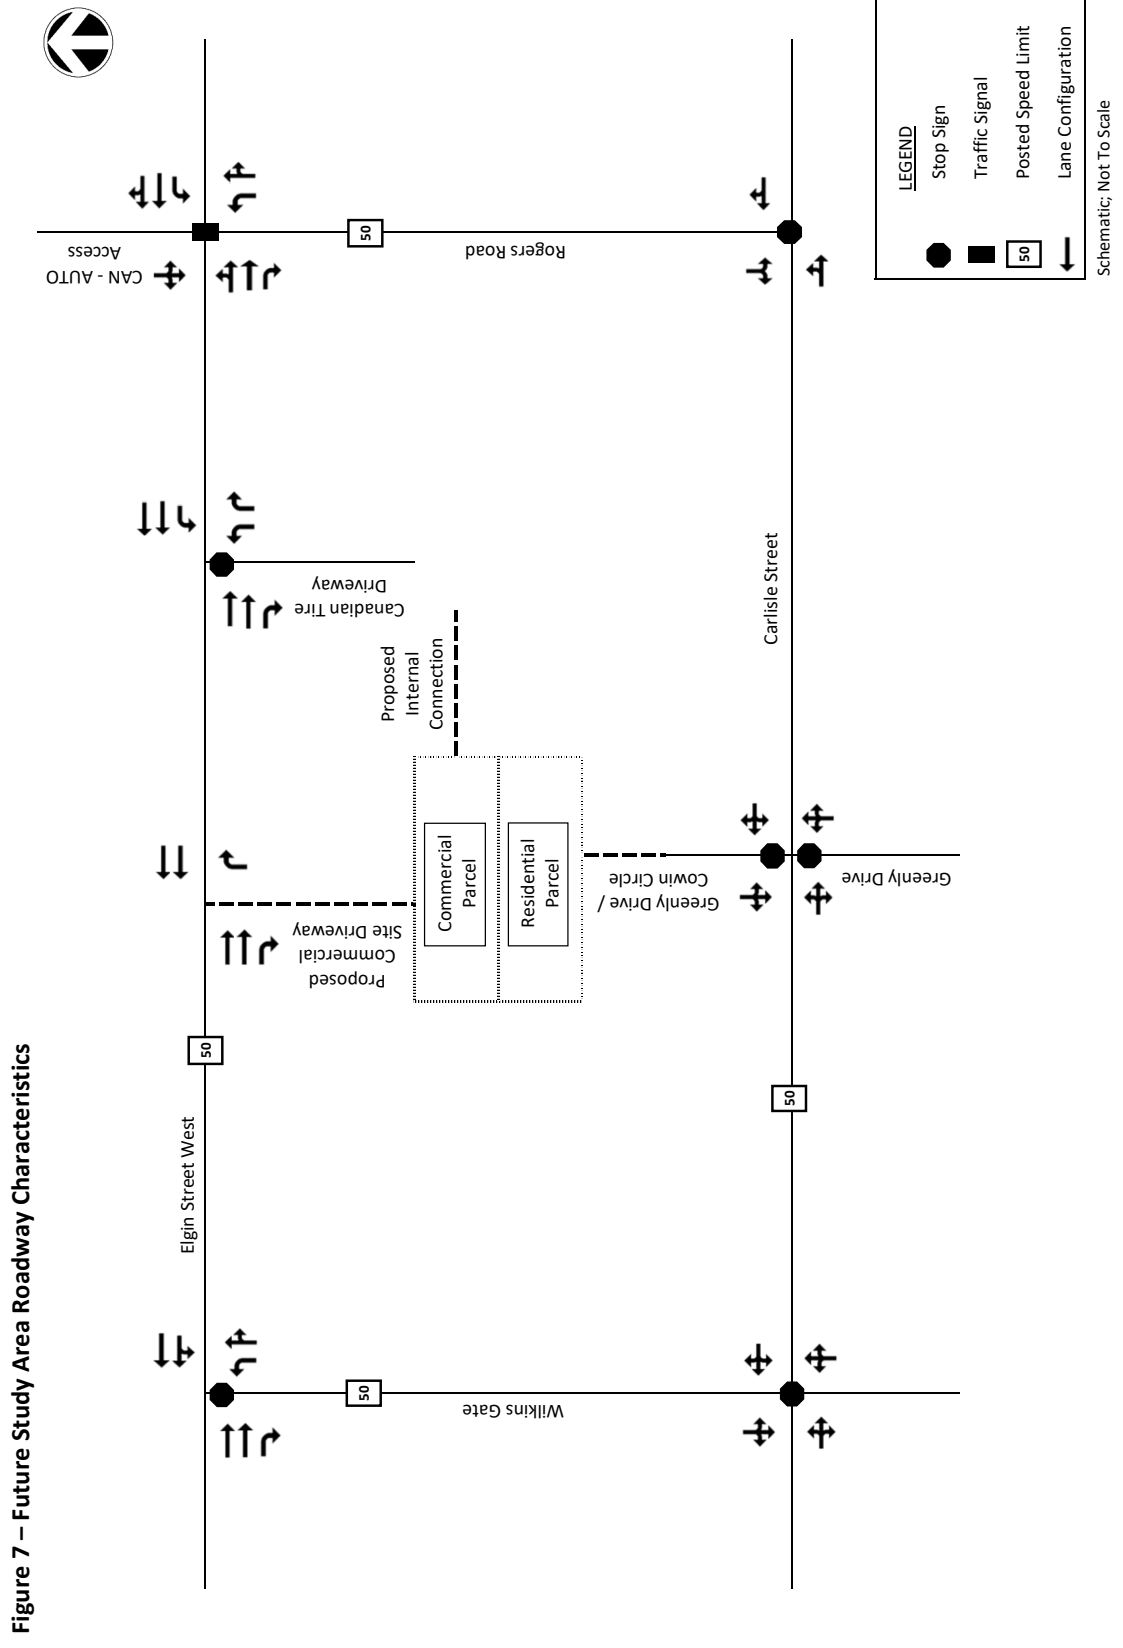 Figure 7 – Future Study Area Roadway Characteristics
CAN - AUTO
Access
50
Rogers Road
Canadian Tire
Driveway
Proposed
Internal
Connection
Proposed
Commercial
Site Driveway
Commercial
Parcel
Residential
Parcel
Greenly Drive /
Cowin Circle
Greenly Drive
Carlisle Street
50
Elgin Street West
50
Wilkins Gate
50
LEGEND
Stop Sign
Traffic Signal
50
Posted Speed Limit
Lane Configuration
Schematic; Not To Scale